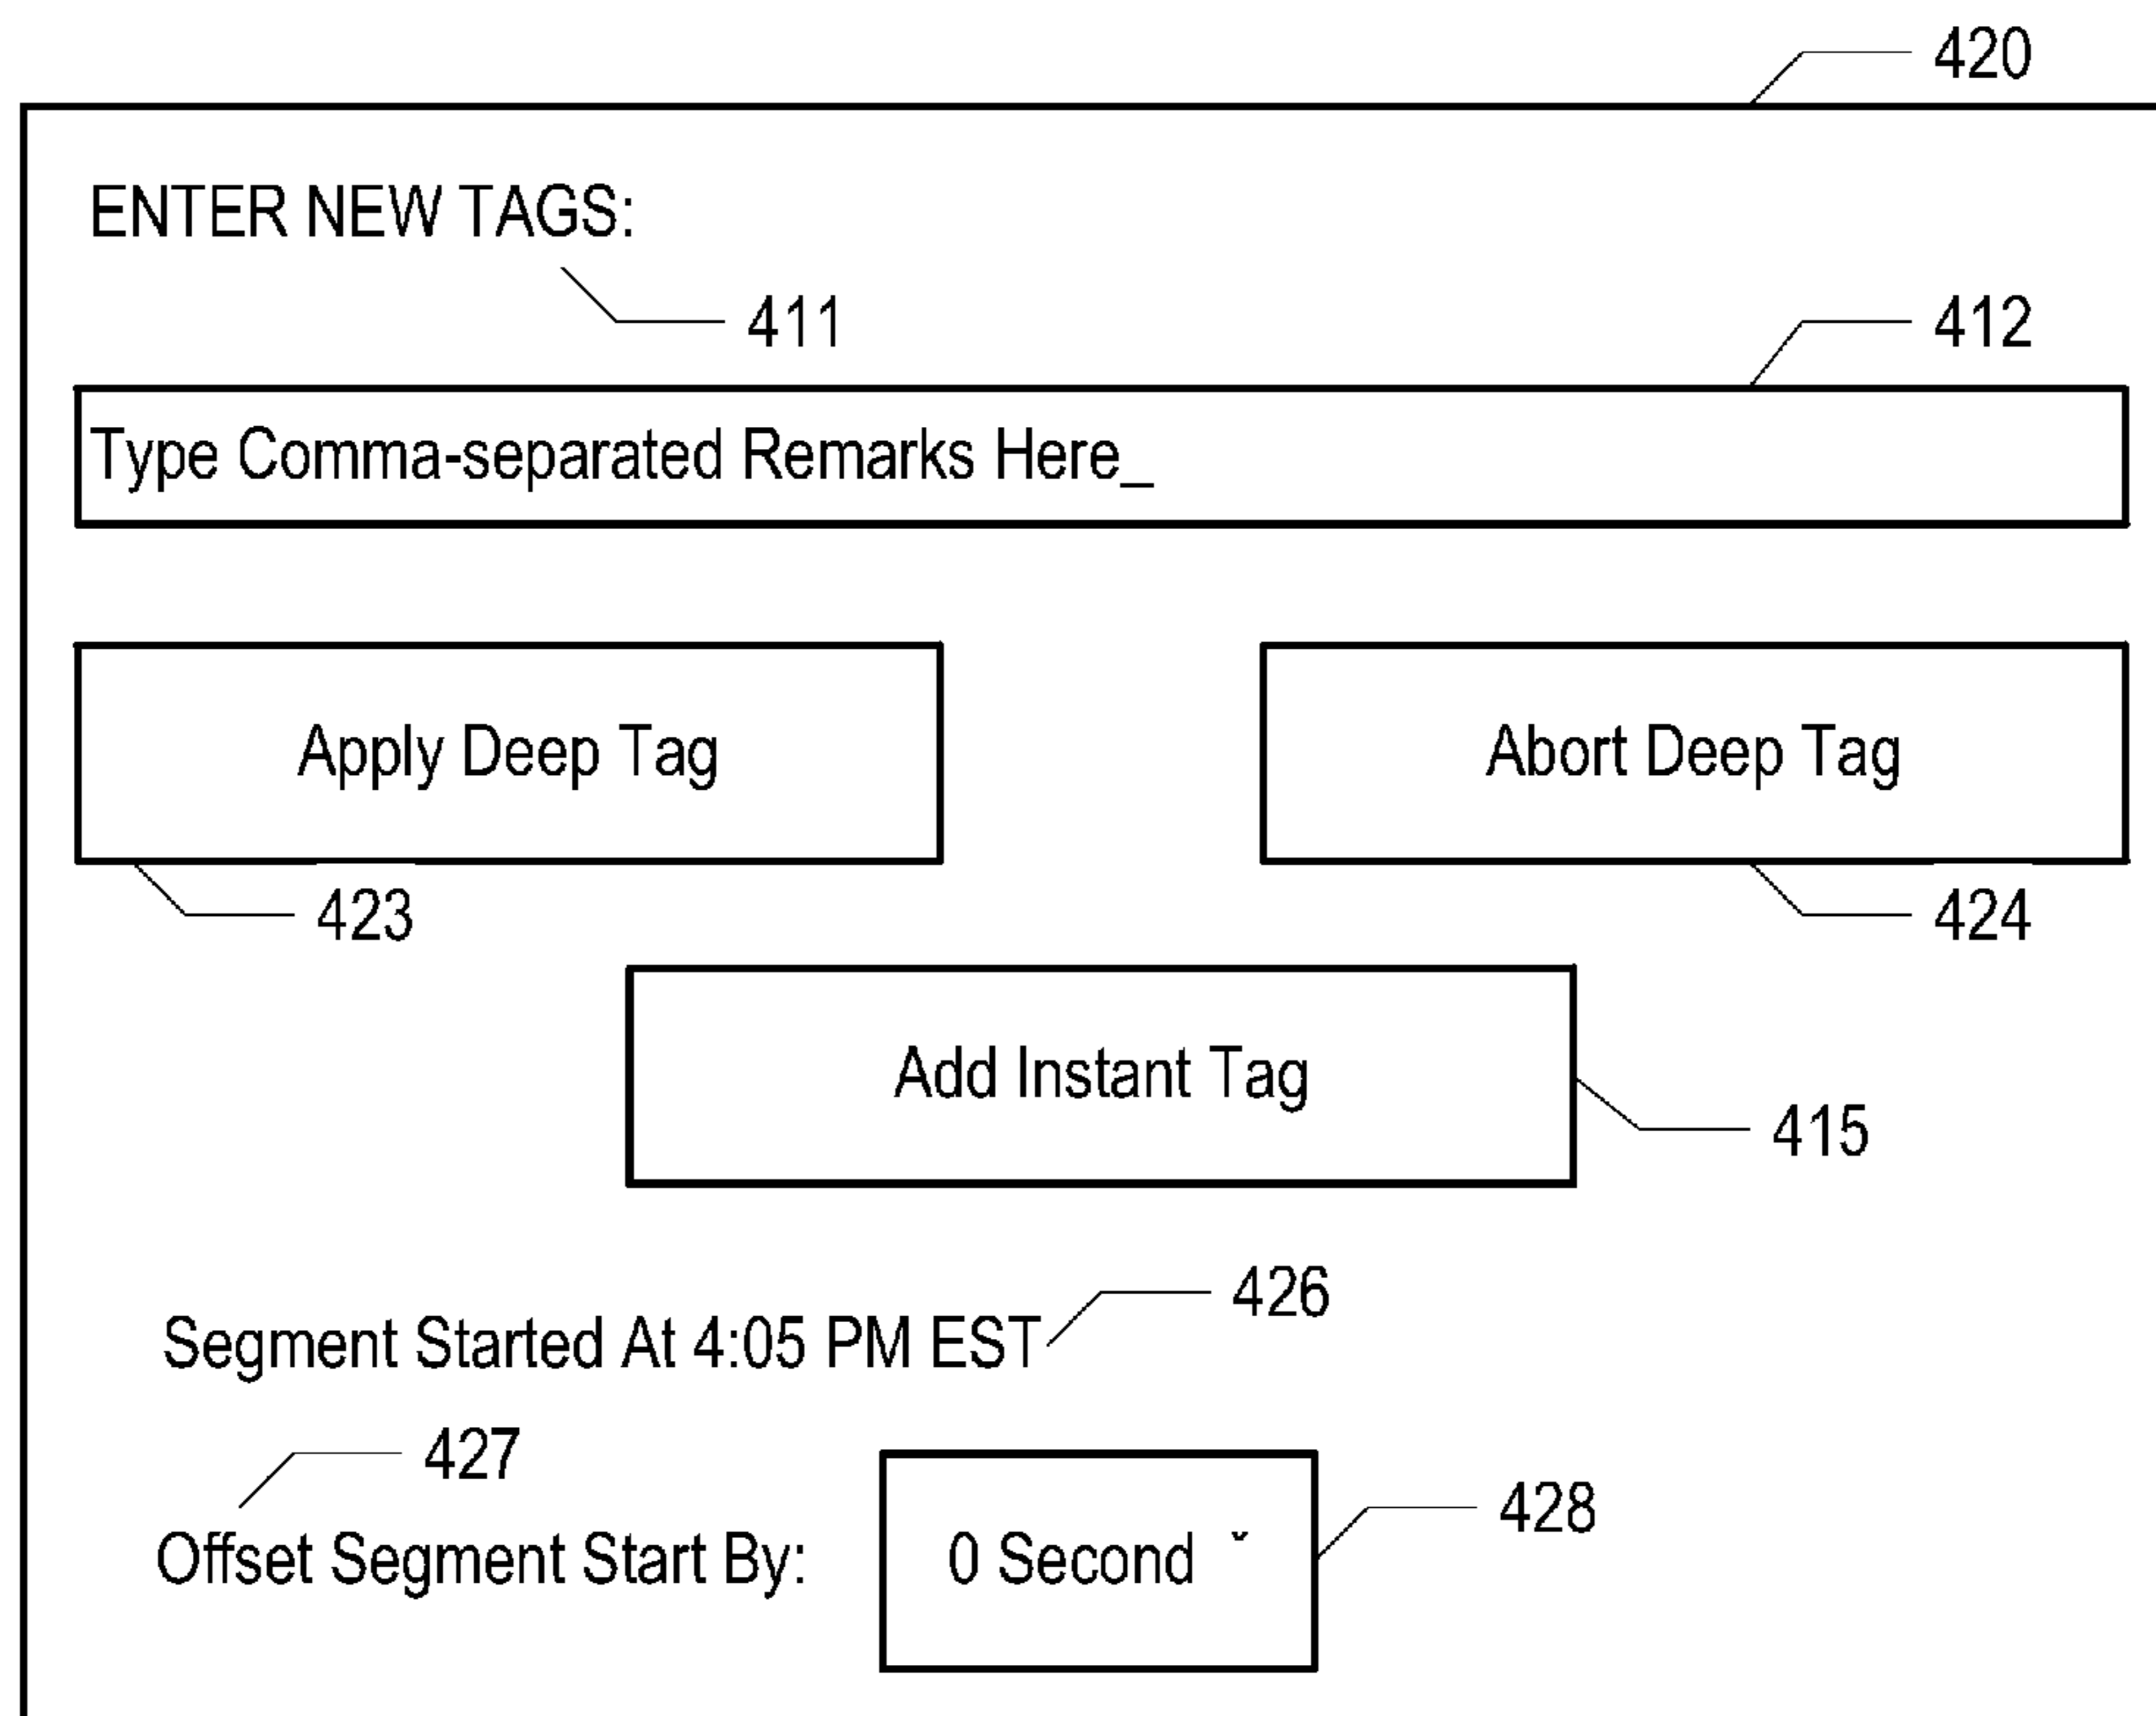 420
ENTER NEW TAGS:
411
412
Type Comma-separated Remarks Here_
Apply Deep Tag
Abort Deep Tag
423
424
Add Instant Tag
415
426
Segment Started At 4:05 PM EST
427
Offset Segment Start By:
0 Second ˇ
428